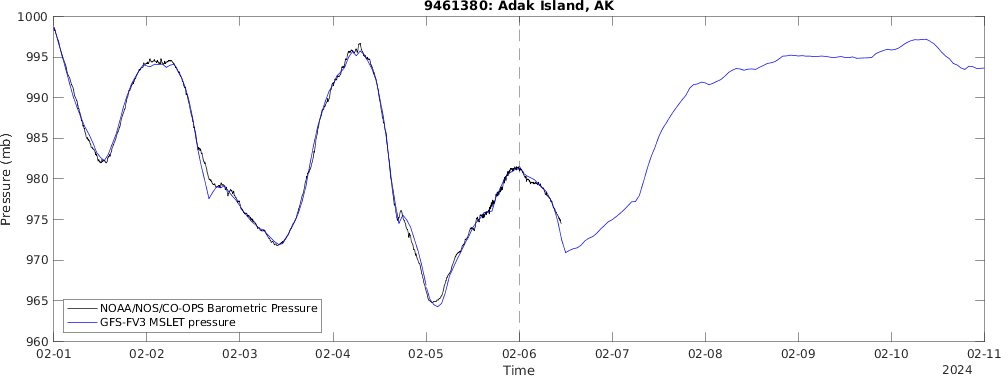 9461380: Adak Island, AK
Pressure (mb)
1000
995
990
985
980
975
970
965
960
NOAA/NOS/CO-OPS Barometric Pressure
GFS-FV3 MSLET pressure
02-01 02-02 02-03 02-04 02-05 02-06 02-07 02-08 02-09 02-10 02-11
Time
2024